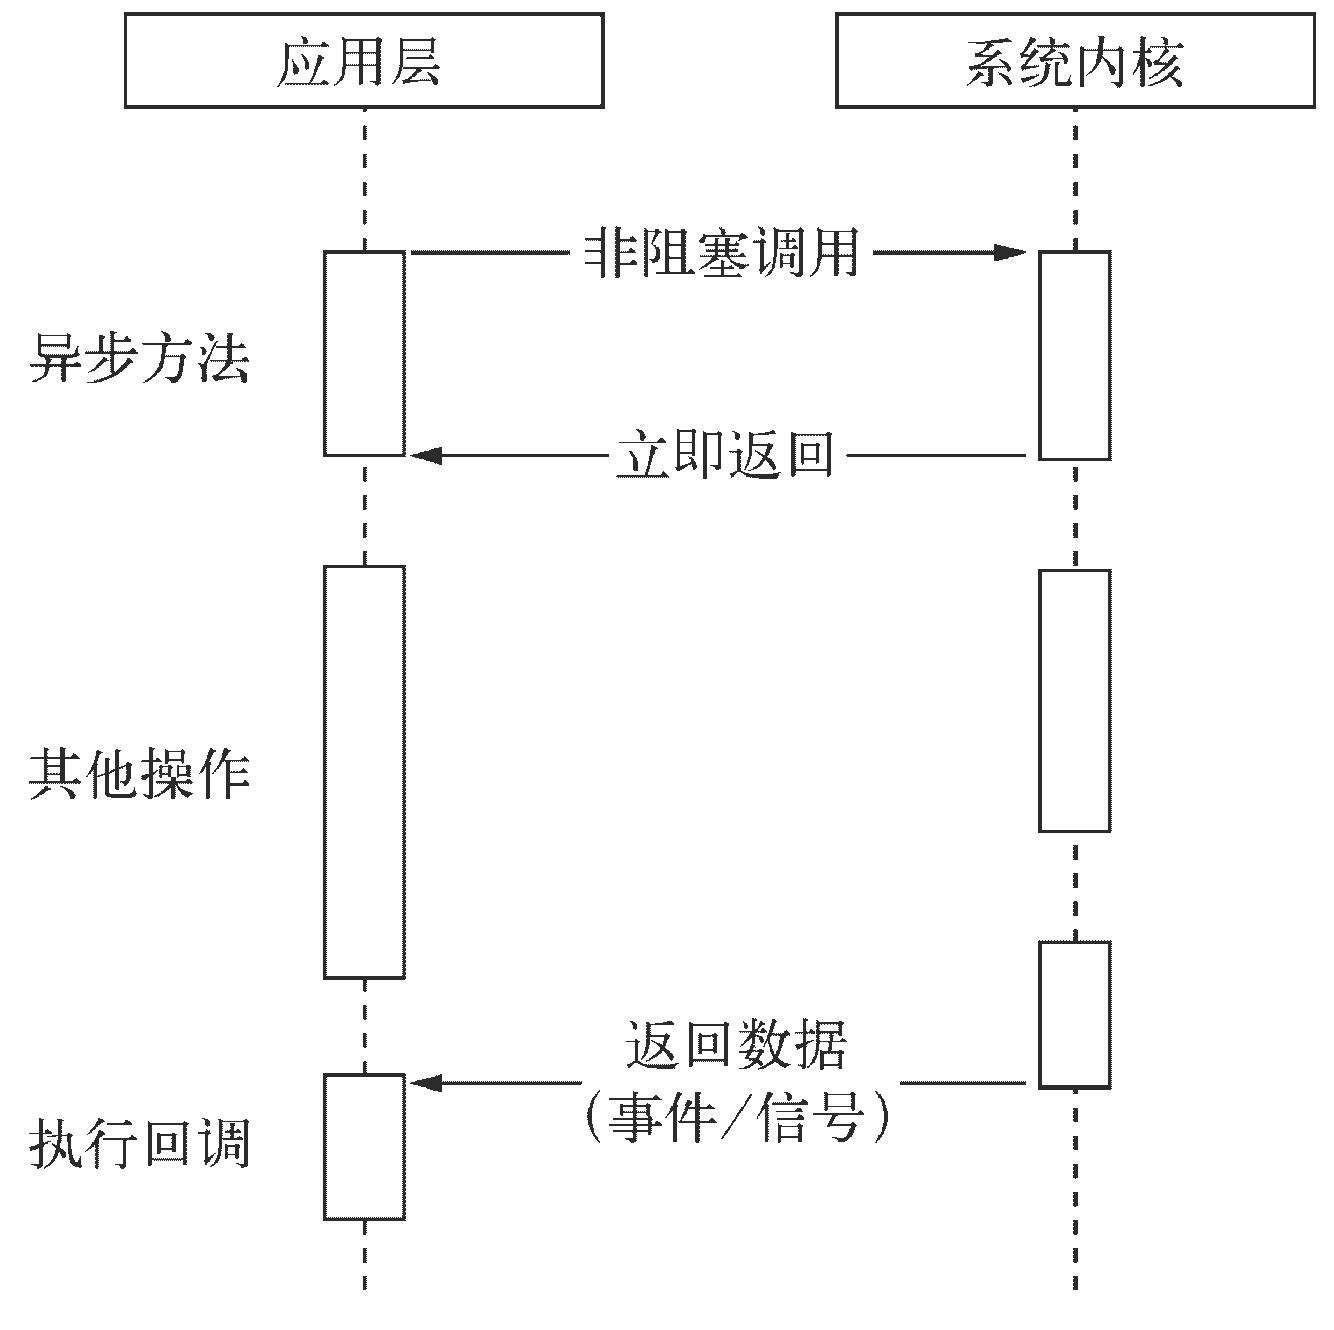 应用层
系统内核
非阻塞调用
异步方法
立即返回
其他操作
返回数据
（事件/信号）
执行回调